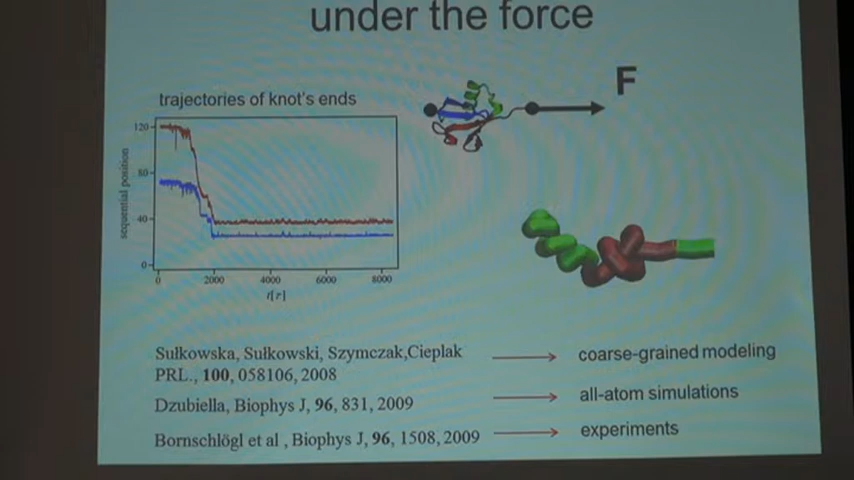 under the force
trajectories of knot's ends
F
120
80
40
0
sequential position
0
2000
4000
6000
8000
t[τ]
Sułkowska, Sułkowski, Szymczak,Cieplak
PRL., 100, 058106, 2008
coarse-grained modeling
Dzubiella, Biophys J, 96, 831, 2009
all-atom simulations
Bornschlögl et al , Biophys J, 96, 1508, 2009
experiments